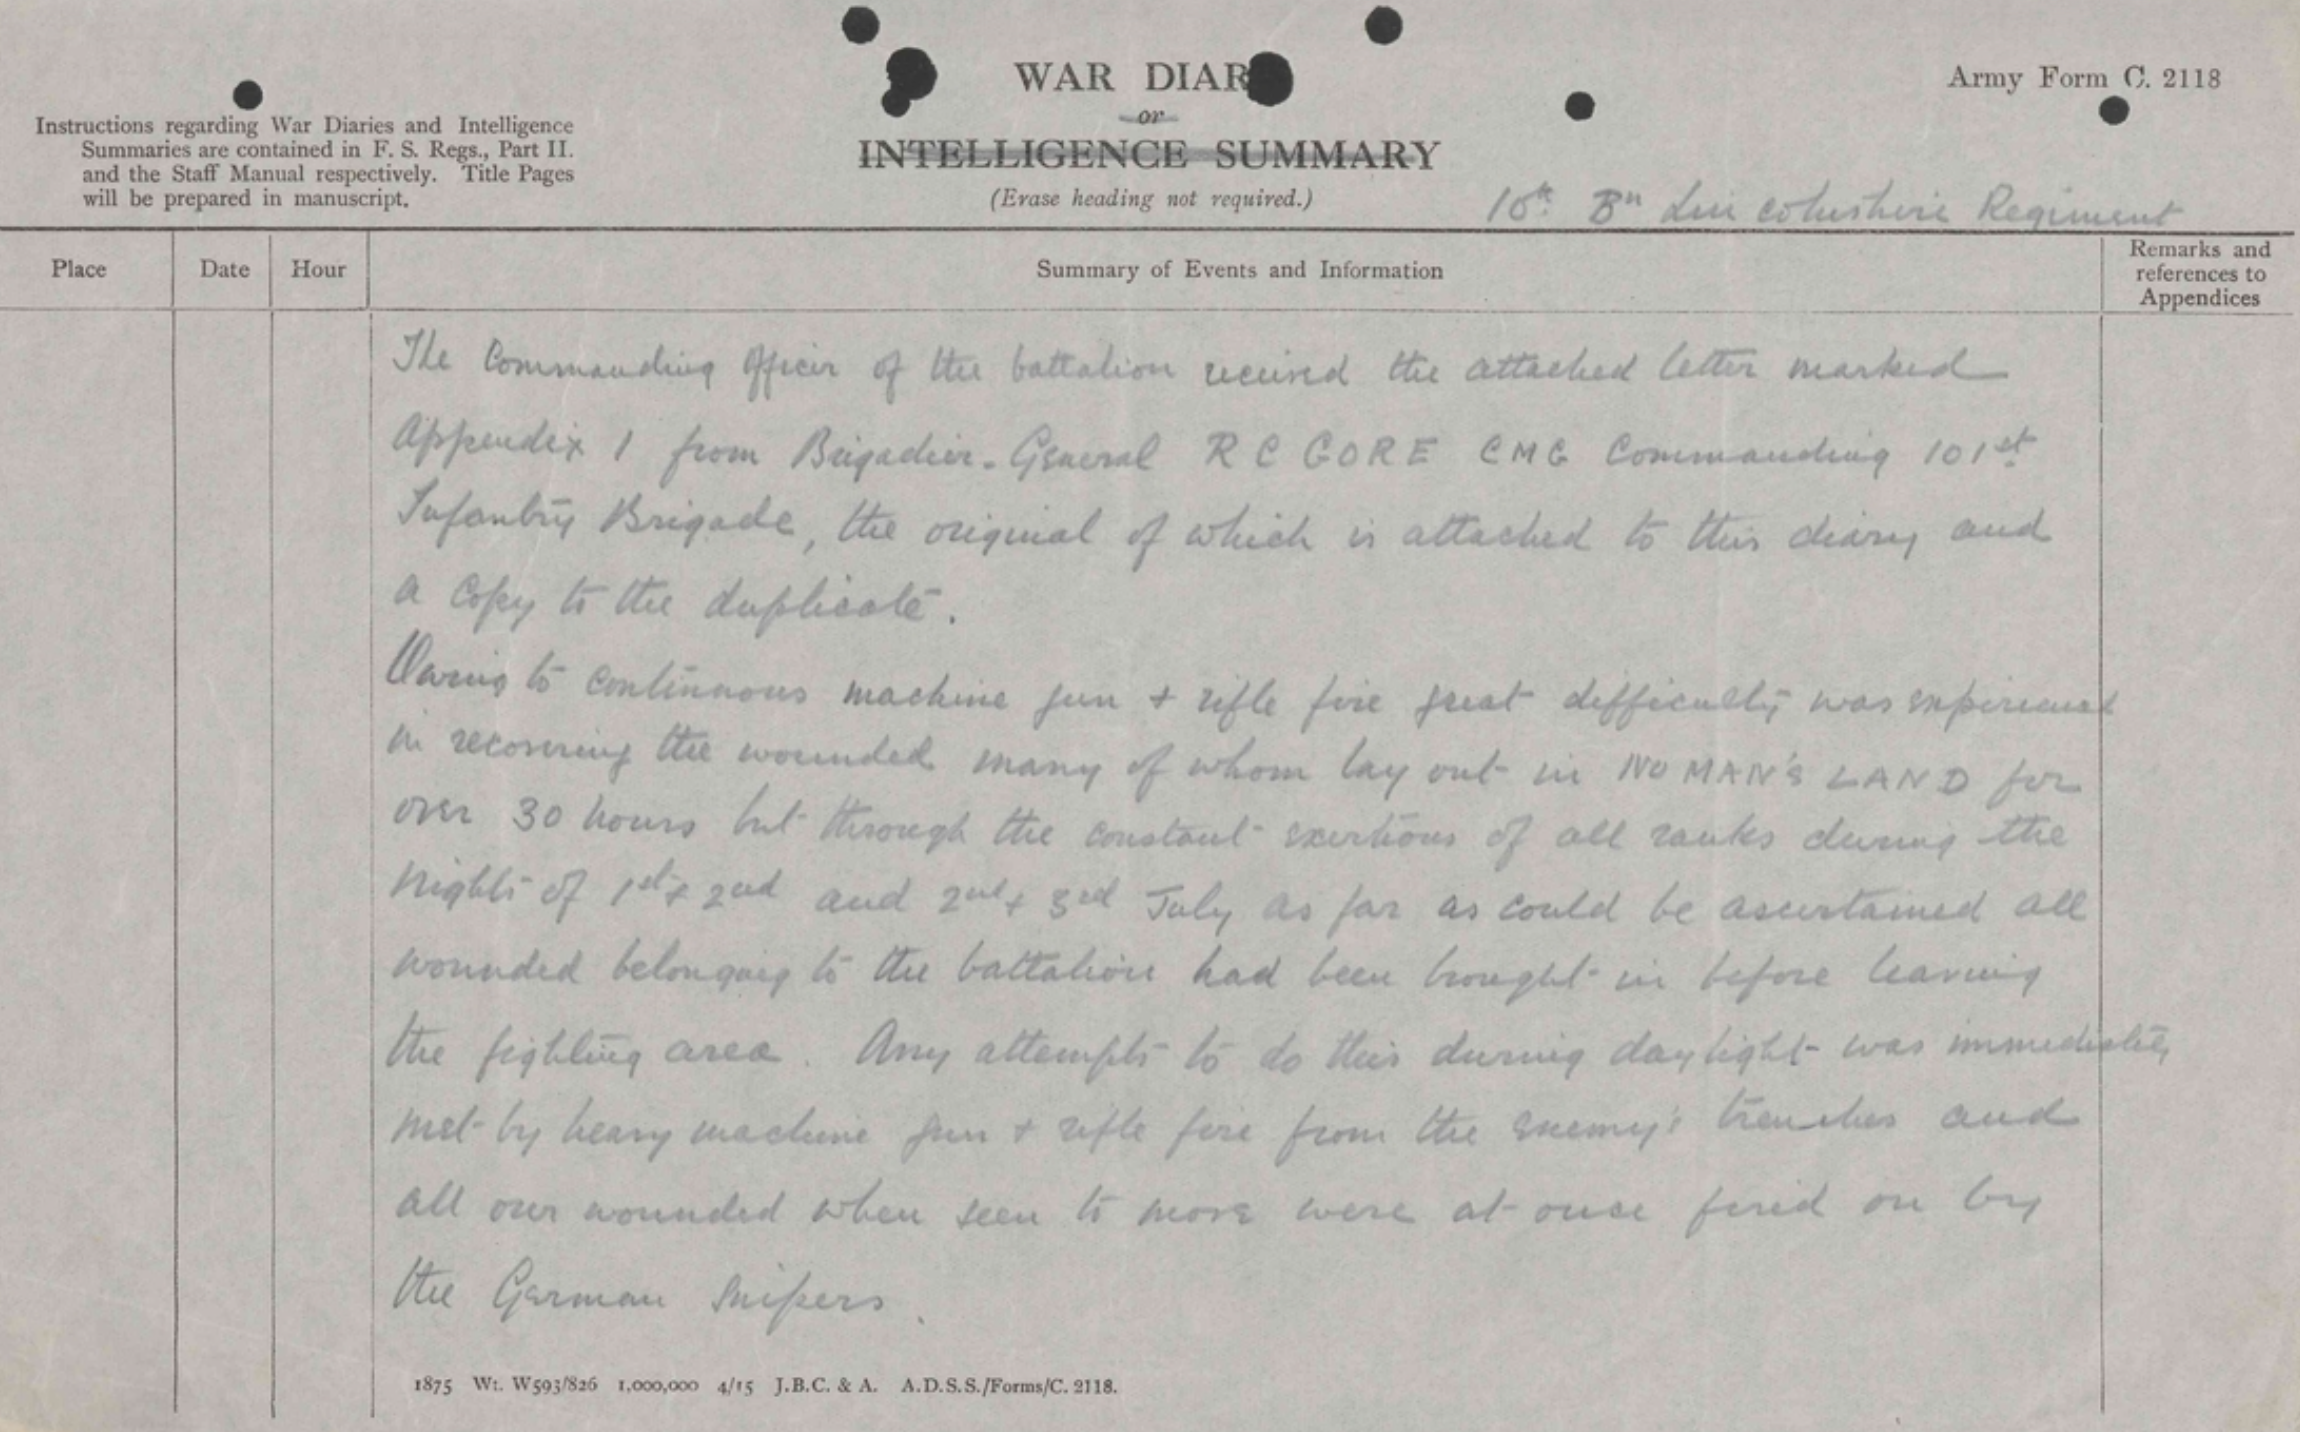 WAR DIAR
or
INTELLIGENCE SUMMARY
(Erase heading not required.)
Army Form C. 2118
Instructions regarding War Diaries and Intelligence
Summaries are contained in F. S. Regs., Part II.
and the Staff Manual respectively. Title Pages
will be prepared in manuscript.
10th Bn Lincolnshire Regiment
Place
Date
Hour
Summary of Events and Information
Remarks and
references to
Appendices
The Commanding Officer of the battalion received the attached letter marked
Appendix 1 from Brigadier-General R C GORE CMG Commanding 101st
Infantry Brigade, the original of which is attached to this diary and
a Copy to the duplicate.
Owing to continuous machine gun + rifle fire great difficulty was experienced
in recovering the wounded many of whom lay out in NO MAN'S LAND for
over 30 hours but through the constant exertions of all ranks during the
nights of 1st + 2nd and 2nd + 3rd July as far as could be ascertained all
wounded belonging to the battalion had been brought in before leaving
the fighting area. Any attempts to do this during daylight was immediately
met by heavy machine gun + rifle fire from the enemy's trenches and
all our wounded when seen to move were at once fired on by
the German Snipers.
1875 Wt. W593/826 1,000,000 4/15 J.B.C. & A. A.D.S.S./Forms/C. 2118.